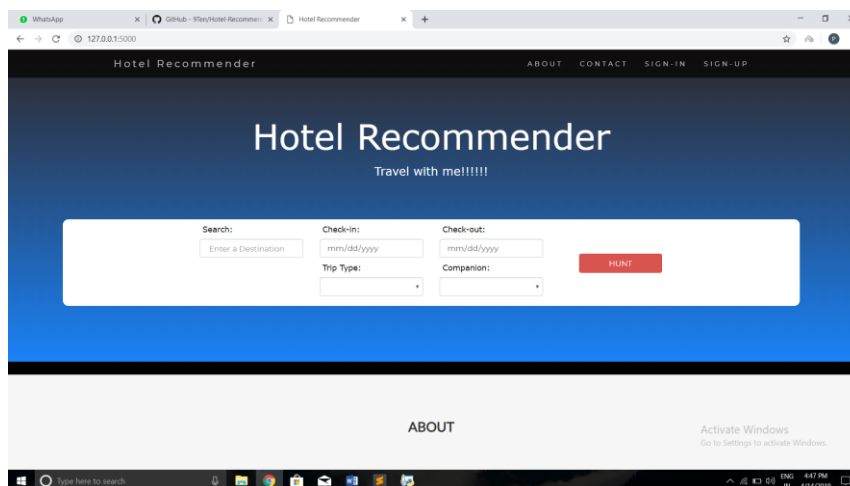 WhatsApp
GitHub - 9Ten/Hotel-Recommen
Hotel Recommender
127.0.0.1:5000
Hotel Recommender
ABOUT CONTACT SIGN-IN SIGN-UP
Hotel Recommender
Travel with me!!!!!!
Search: Check-in: Check-out:
Enter a Destination mm/dd/yyyy mm/dd/yyyy
HUNT
Trip Type: Companion:
ABOUT
Activate Windows
Go to Settings to activate Windows.
Type here to search
ENG 4:47 PM
IN